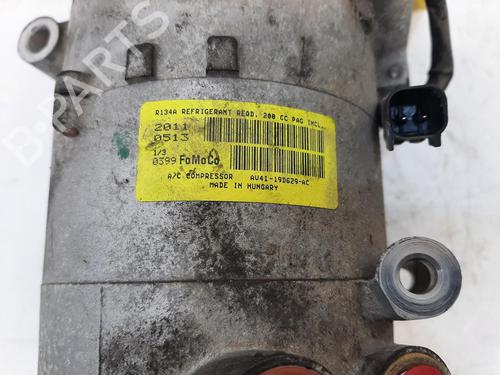 R134A REFRIGERANT REQD. 200 CC PAG INCL.
2011
0513
1/3
0399 FoMoCo
A/C COMPRESSOR AV41-19D629-AC
MADE IN HUNGARY